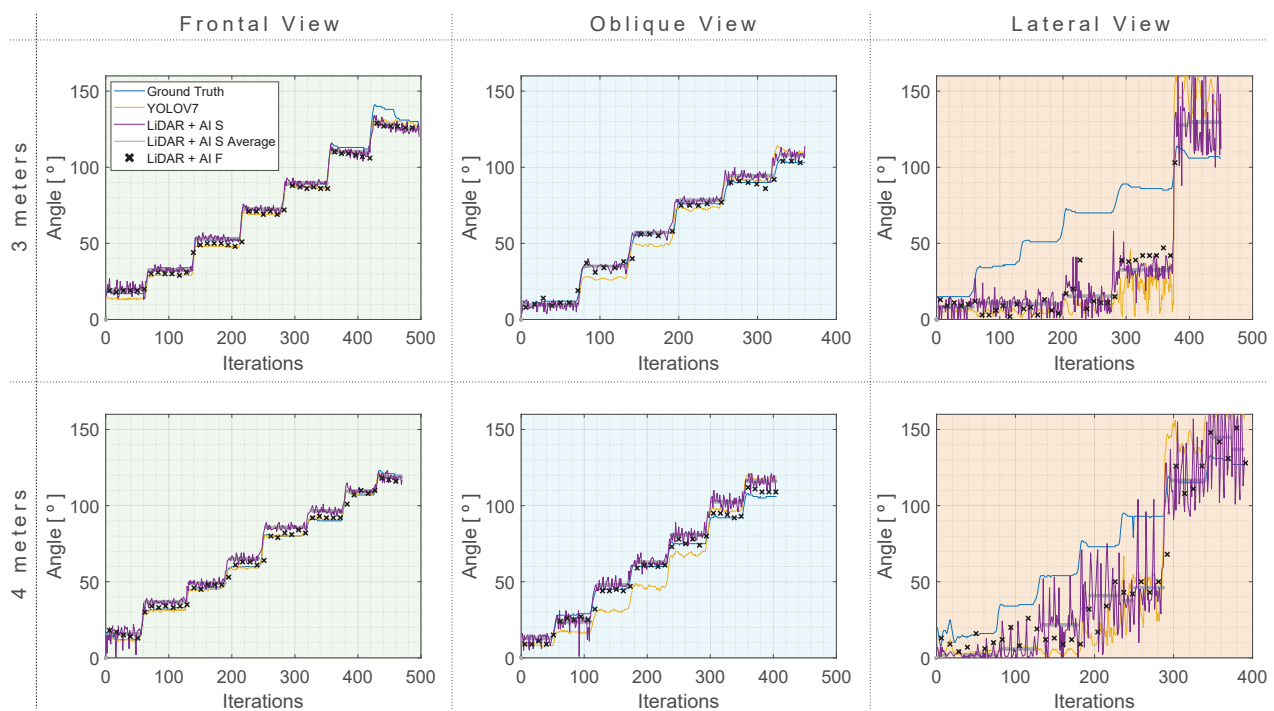 Frontal View
Oblique View
Lateral View
3 meters
Angle [ º ]
150
100
50
0
Ground Truth
YOLOV7
LiDAR + AI S
LiDAR + AI S Average
LiDAR + AI F
0 100 200 300 400 500
Iterations
Angle [ º ]
150
100
50
0
0 100 200 300 400
Iterations
Angle [ º ]
150
100
50
0
0 100 200 300 400 500
Iterations
4 meters
Angle [ º ]
150
100
50
0
0 100 200 300 400 500
Iterations
Angle [ º ]
150
100
50
0
0 100 200 300 400 500
Iterations
Angle [ º ]
150
100
50
0
0 100 200 300 400
Iterations